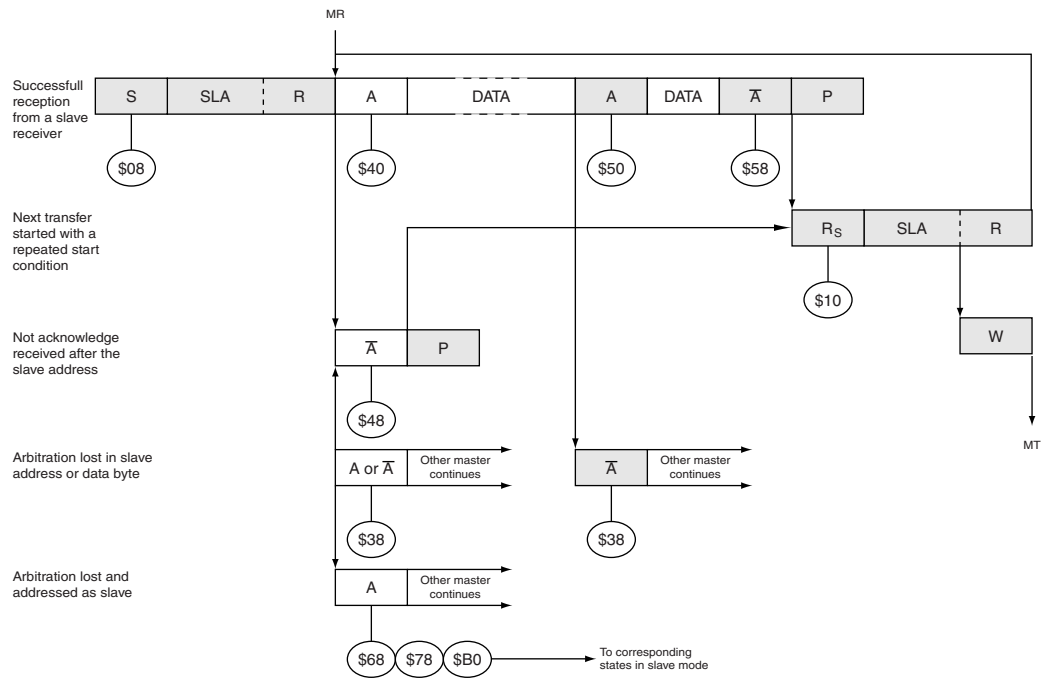 MR
Successfull
reception
from a slave
receiver
S SLA R A DATA A DATA A̅ P
$08 $40 $50 $58
Next transfer
started with a
repeated start
condition
RS SLA R
$10
Not acknowledge
received after the
slave address
A̅ P
W
$48
MT
Arbitration lost in slave
address or data byte
A or A̅
Other master
continues
A̅
Other master
continues
$38 $38
Arbitration lost and
addressed as slave
A
Other master
continues
$68 $78 $B0
To corresponding
states in slave mode